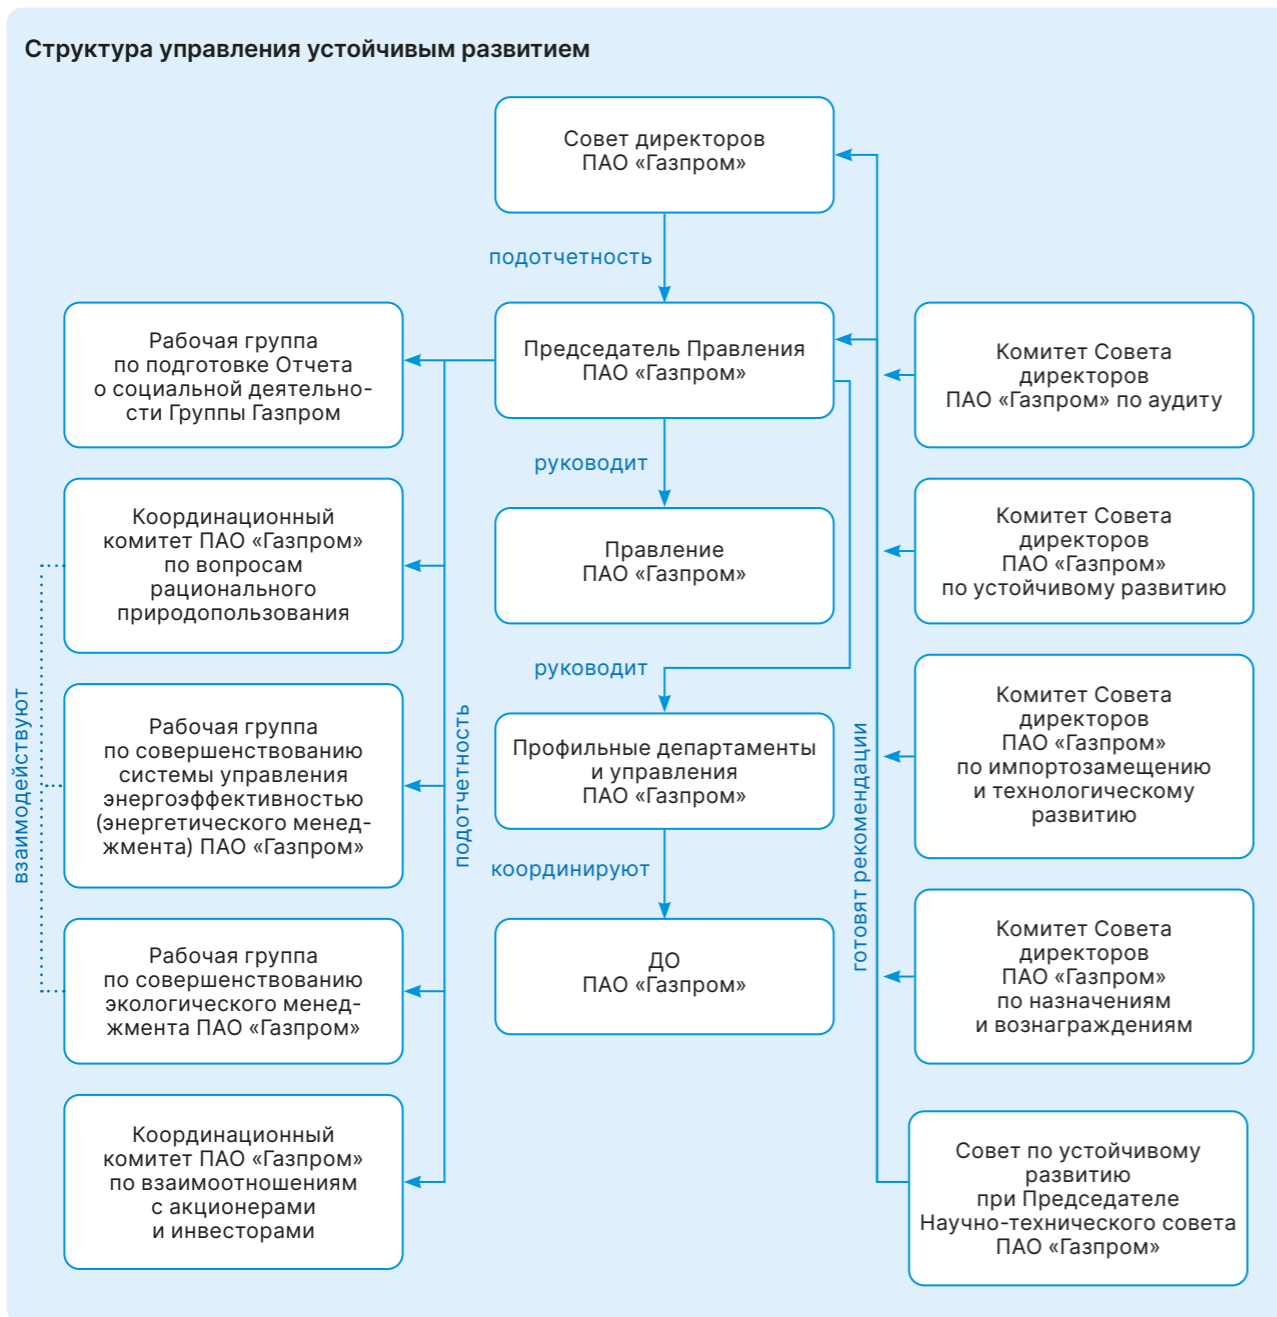 Структура управления устойчивым развитием
Совет директоров
ПАО «Газпром»
подотчетность
Председатель Правления
ПАО «Газпром»
руководит
Правление
ПАО «Газпром»
руководит
Профильные департаменты
и управления
ПАО «Газпром»
координируют
ДО
ПАО «Газпром»
Рабочая группа
по подготовке Отчета
о социальной деятельно-
сти Группы Газпром
Координационный
комитет ПАО «Газпром»
по вопросам
рационального
природопользования
Рабочая группа
по совершенствованию
системы управления
энергоэффективностью
(энергетического менед-
жмента) ПАО «Газпром»
Рабочая группа
по совершенствованию
экологического менед-
жмента ПАО «Газпром»
Координационный
комитет ПАО «Газпром»
по взаимоотношениям
с акционерами
и инвесторами
взаимодействуют
подотчетность
готовят рекомендации
Комитет Совета
директоров
ПАО «Газпром» по аудиту
Комитет Совета
директоров
ПАО «Газпром»
по устойчивому развитию
Комитет Совета
директоров
ПАО «Газпром»
по импортозамещению
и технологическому
развитию
Комитет Совета
директоров
ПАО «Газпром»
по назначениям
и вознаграждениям
Совет по устойчивому
развитию
при Председателе
Научно-технического совета
ПАО «Газпром»